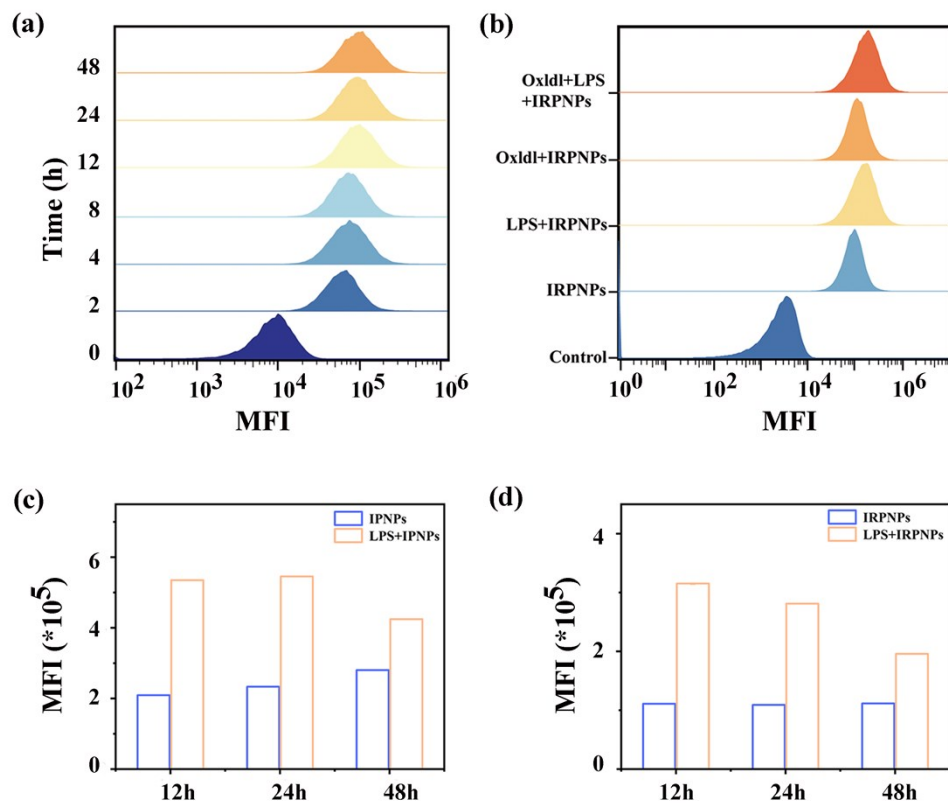 (a)
Time (h)
48
24
12
8
4
2
0
10^2
10^3
10^4
10^5
10^6
MFI
(b)
Oxldl+LPS
+IRPNPs
Oxldl+IRPNPs
LPS+IRPNPs
IRPNPs
Control
10^0
10^2
10^4
10^6
MFI
(c)
MFI (*10^5)
6
4
2
0
IPNPs
LPS+IPNPs
12h
24h
48h
(d)
MFI (*10^5)
4
2
0
IRPNPs
LPS+IRPNPs
12h
24h
48h